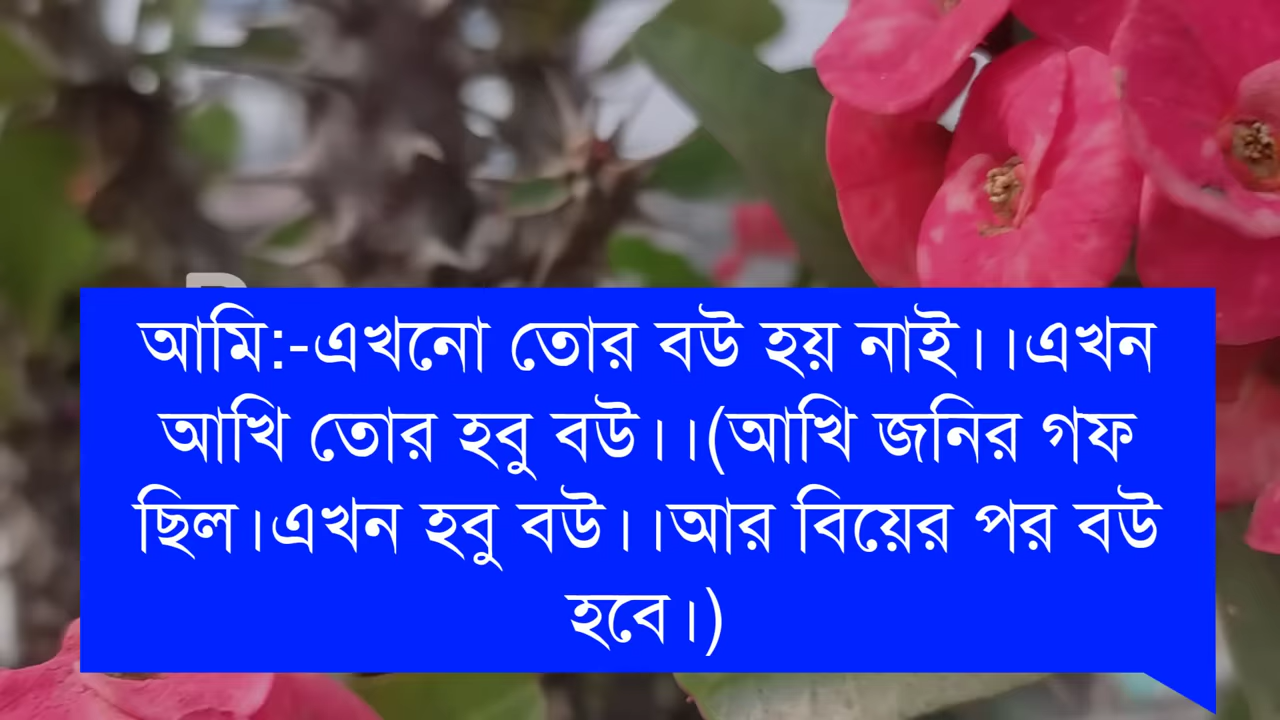 আমি:-এখনো তোর বউ হয় নাই।।এখন
আখি তোর হবু বউ।।(আখি জনির গফ
ছিল।এখন হবু বউ।।আর বিয়ের পর বউ
হবে।)